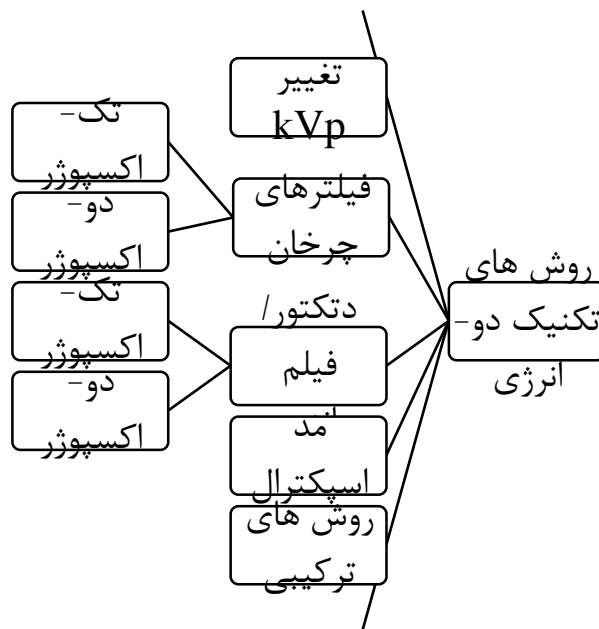 روش های
تکنیک دو-
انرژی
تغییر
kVp
فیلترهای
چرخان
تک-
اکسپوژر
دو-
اکسپوژر
دتکتور/
فیلم
تک-
اکسپوژر
دو-
اکسپوژر
مد
اسپکترال
روش های
ترکیبی